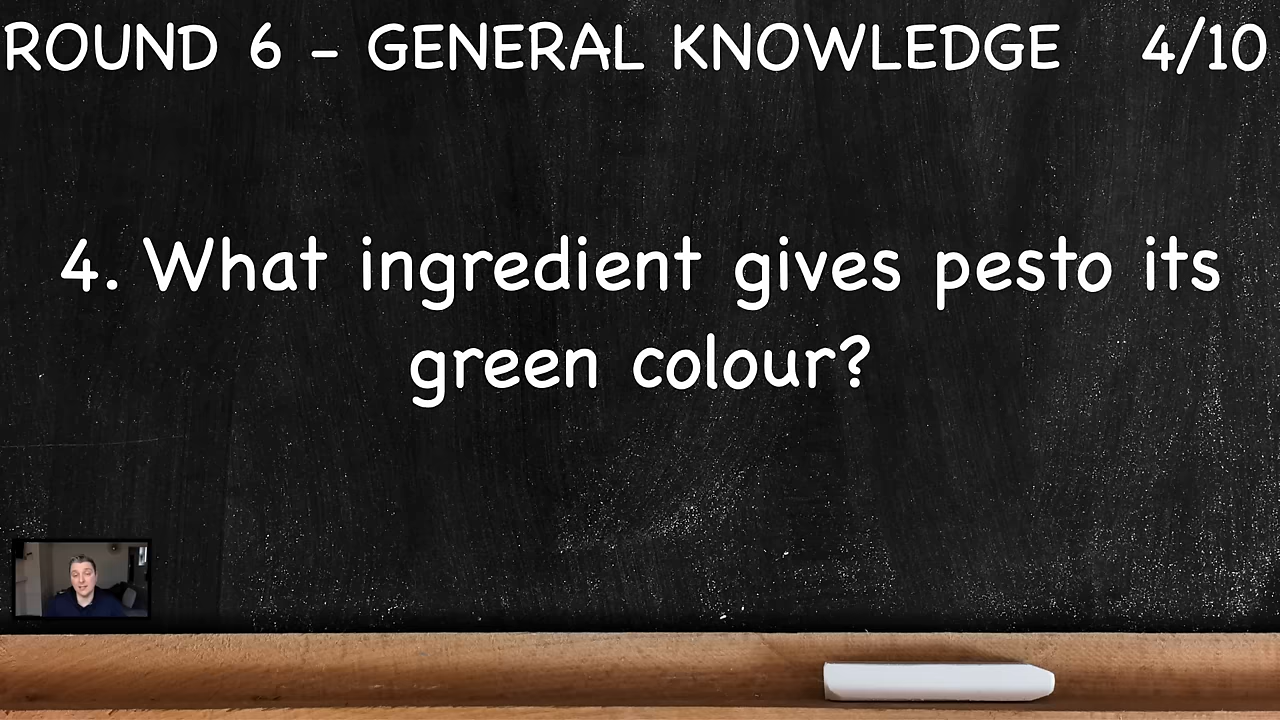 ROUND 6 - GENERAL KNOWLEDGE 4/10
4. What ingredient gives pesto its
green colour?